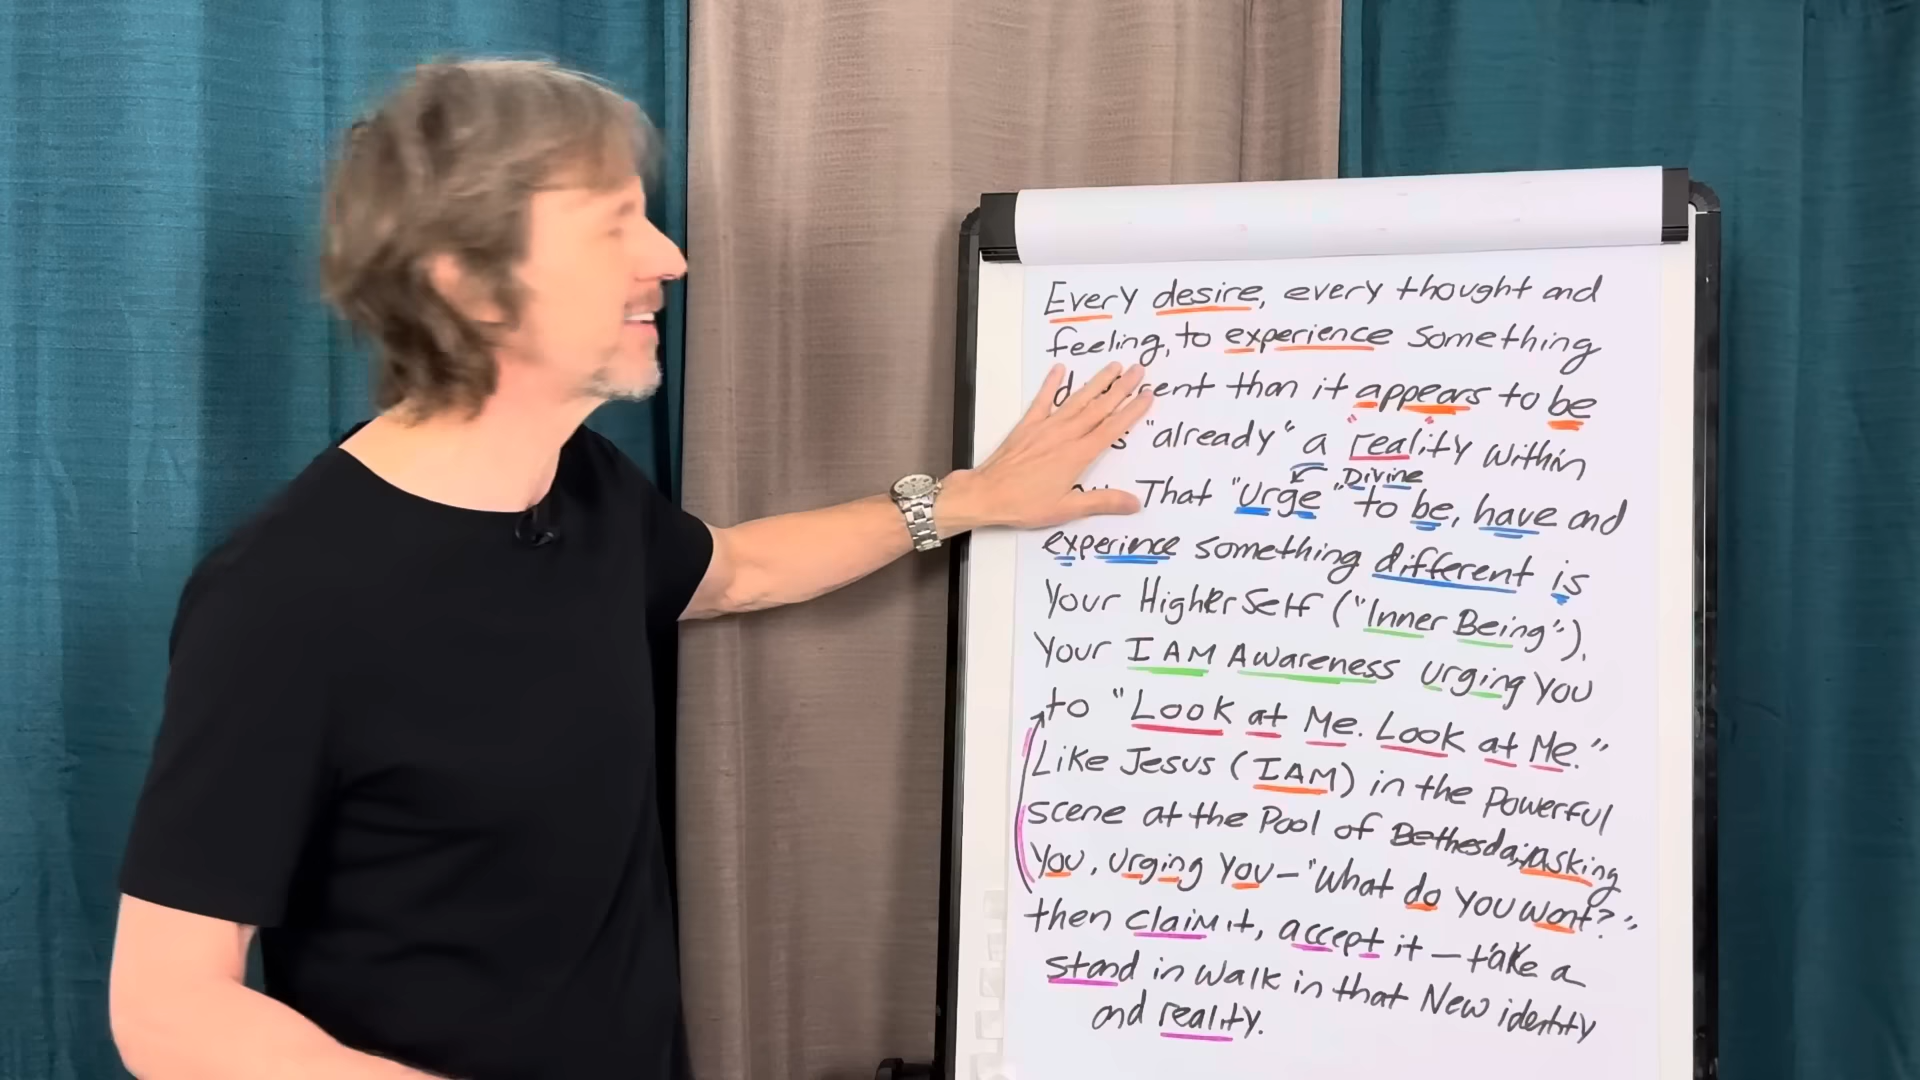 Every desire, every thought and
feeling, to experience something
than it appears to be
"already" a "reality" within
Divine
That "Urge" to be, have and
experience something different is
Your Higher Self ("Inner Being").
Your I AM Awareness urging you
to "Look at Me. Look at Me."
Like Jesus (I AM) in the Powerful
scene at the Pool of Bethesda, asking
You, urging You - "What do You want?"
then claim it, accept it - take a
stand in walk in that New identity
and reality.